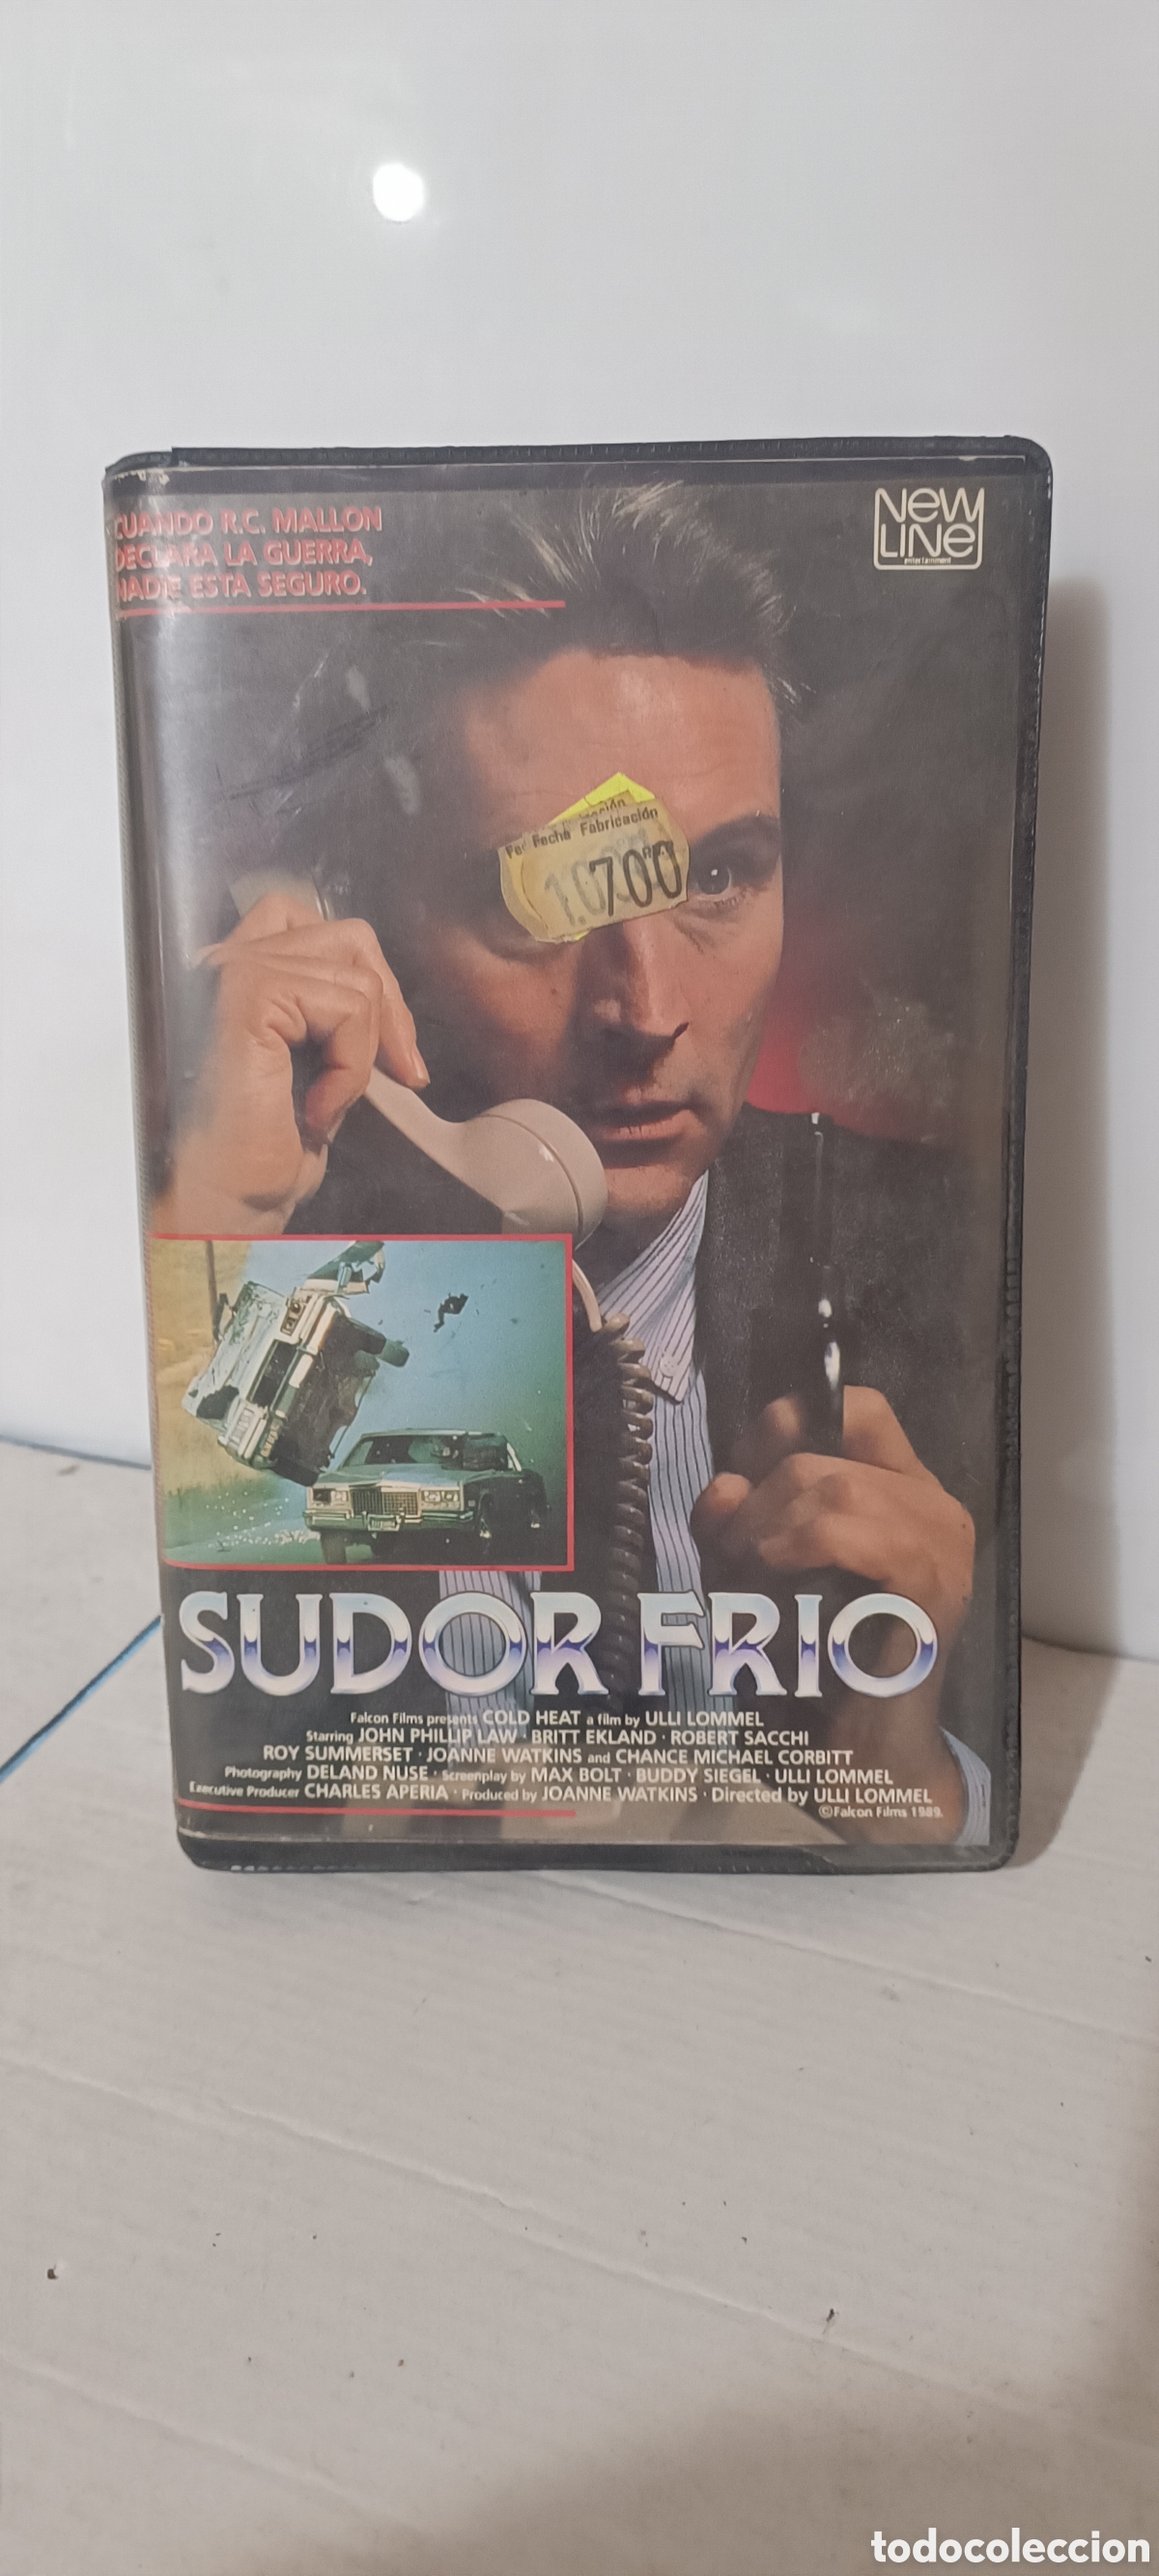 CUANDO R.C. MALLON
DECLARA LA GUERRA,
NADIE ESTA SEGURO.
New
Line
entertainment
Fecha Fabricación
700
SUDOR FRIO
Falcon Films presents COLD HEAT a film by ULLI LOMMEL
Starring JOHN PHILLIP LAW · BRITT EKLAND · ROBERT SACCHI
ROY SUMMERSET · JOANNE WATKINS and CHANCE MICHAEL CORBITT
Photography DELAND NUSE · Screenplay by MAX BOLT · BUDDY SIEGEL · ULLI LOMMEL
Executive Producer CHARLES APERIA · Produced by JOANNE WATKINS · Directed by ULLI LOMMEL
©Falcon Films 1989.
todocoleccion